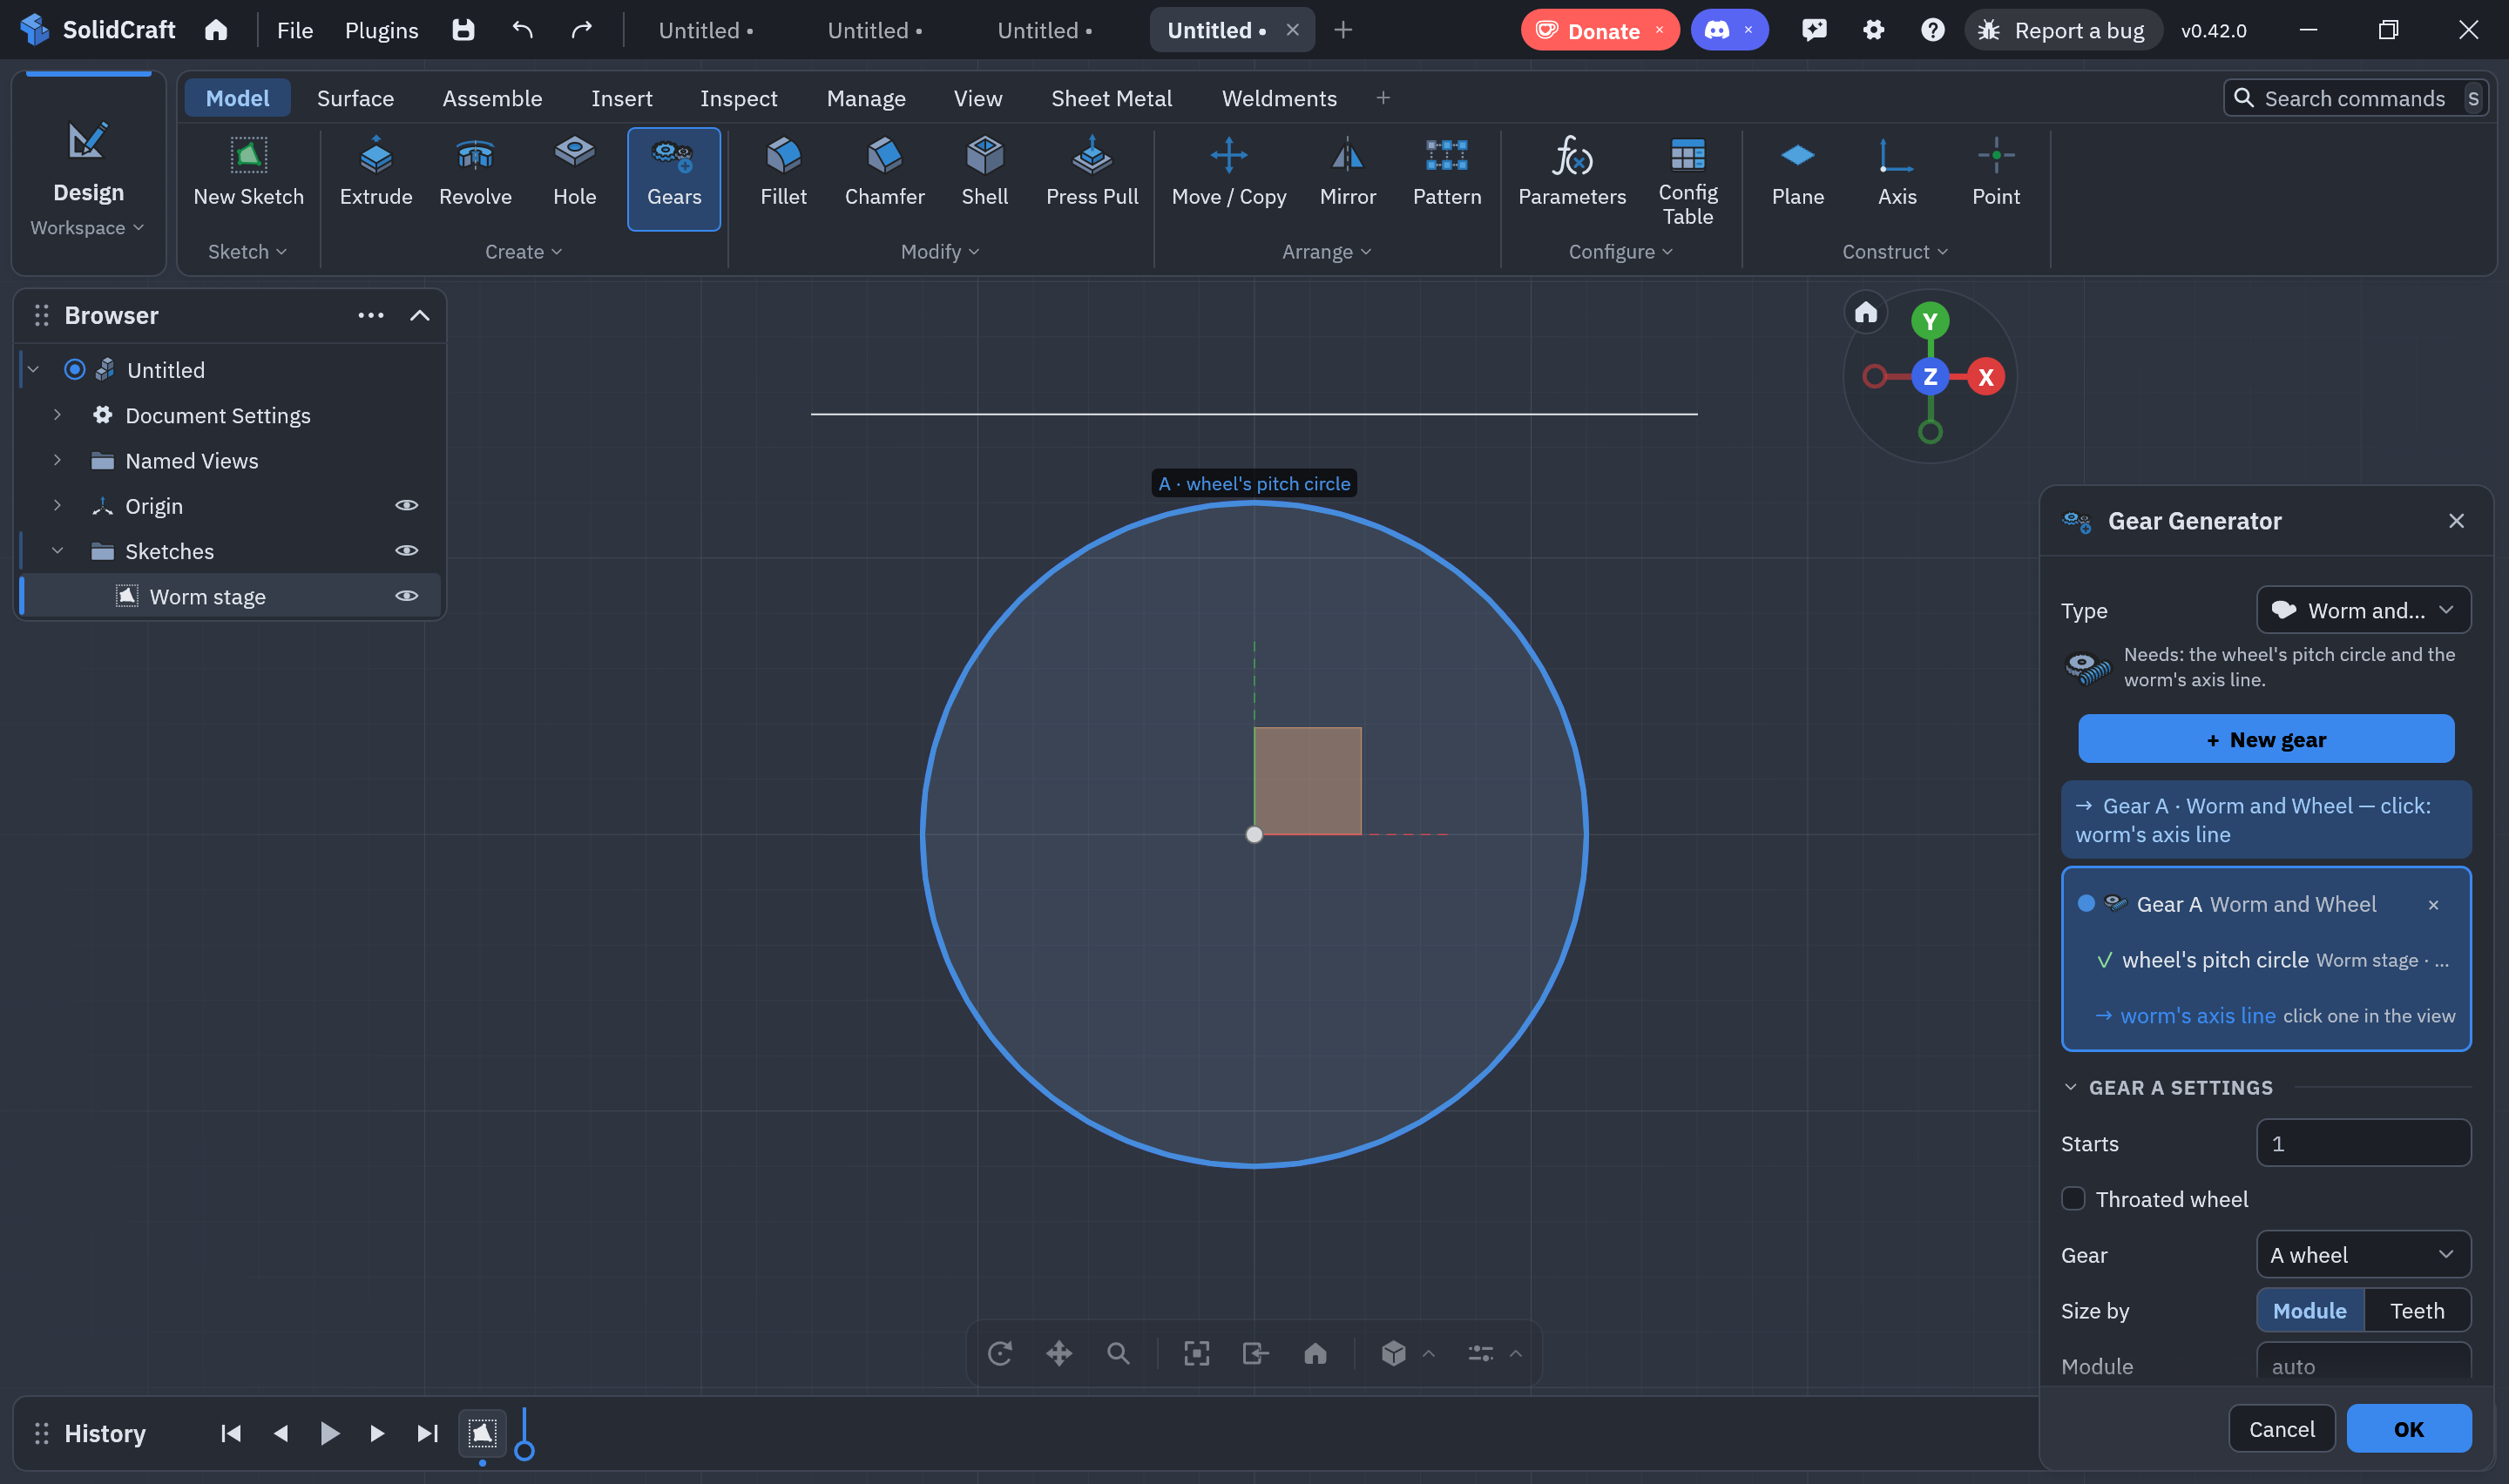 SolidCraft File Plugins Untitled • Untitled • Untitled • Untitled • Donate × × Report a bug v0.42.0
Model Surface Assemble Insert Inspect Manage View Sheet Metal Weldments + Search commands S
Design
Workspace
New Sketch Extrude Revolve Hole Gears Fillet Chamfer Shell Press Pull Move / Copy Mirror Pattern Parameters Config Table Plane Axis Point
Sketch Create Modify Arrange Configure Construct
Browser
Untitled
Document Settings
Named Views
Origin
Sketches
Worm stage
Y
Z X
A · wheel's pitch circle
Gear Generator
Type Worm and...
Needs: the wheel's pitch circle and the
worm's axis line.
+ New gear
→ Gear A · Worm and Wheel — click:
worm's axis line
Gear A Worm and Wheel ×
✓ wheel's pitch circle Worm stage · ...
→ worm's axis line click one in the view
GEAR A SETTINGS
Starts 1
Throated wheel
Gear A wheel
Size by Module Teeth
Module auto
Cancel OK
History